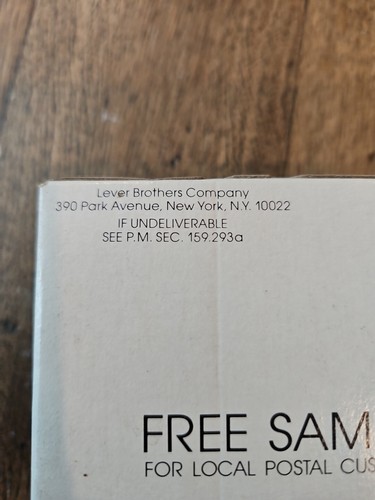 Lever Brothers Company
390 Park Avenue, New York, N.Y. 10022
IF UNDELIVERABLE
SEE P.M. SEC. 159.293a
FREE SAM
FOR LOCAL POSTAL CUS